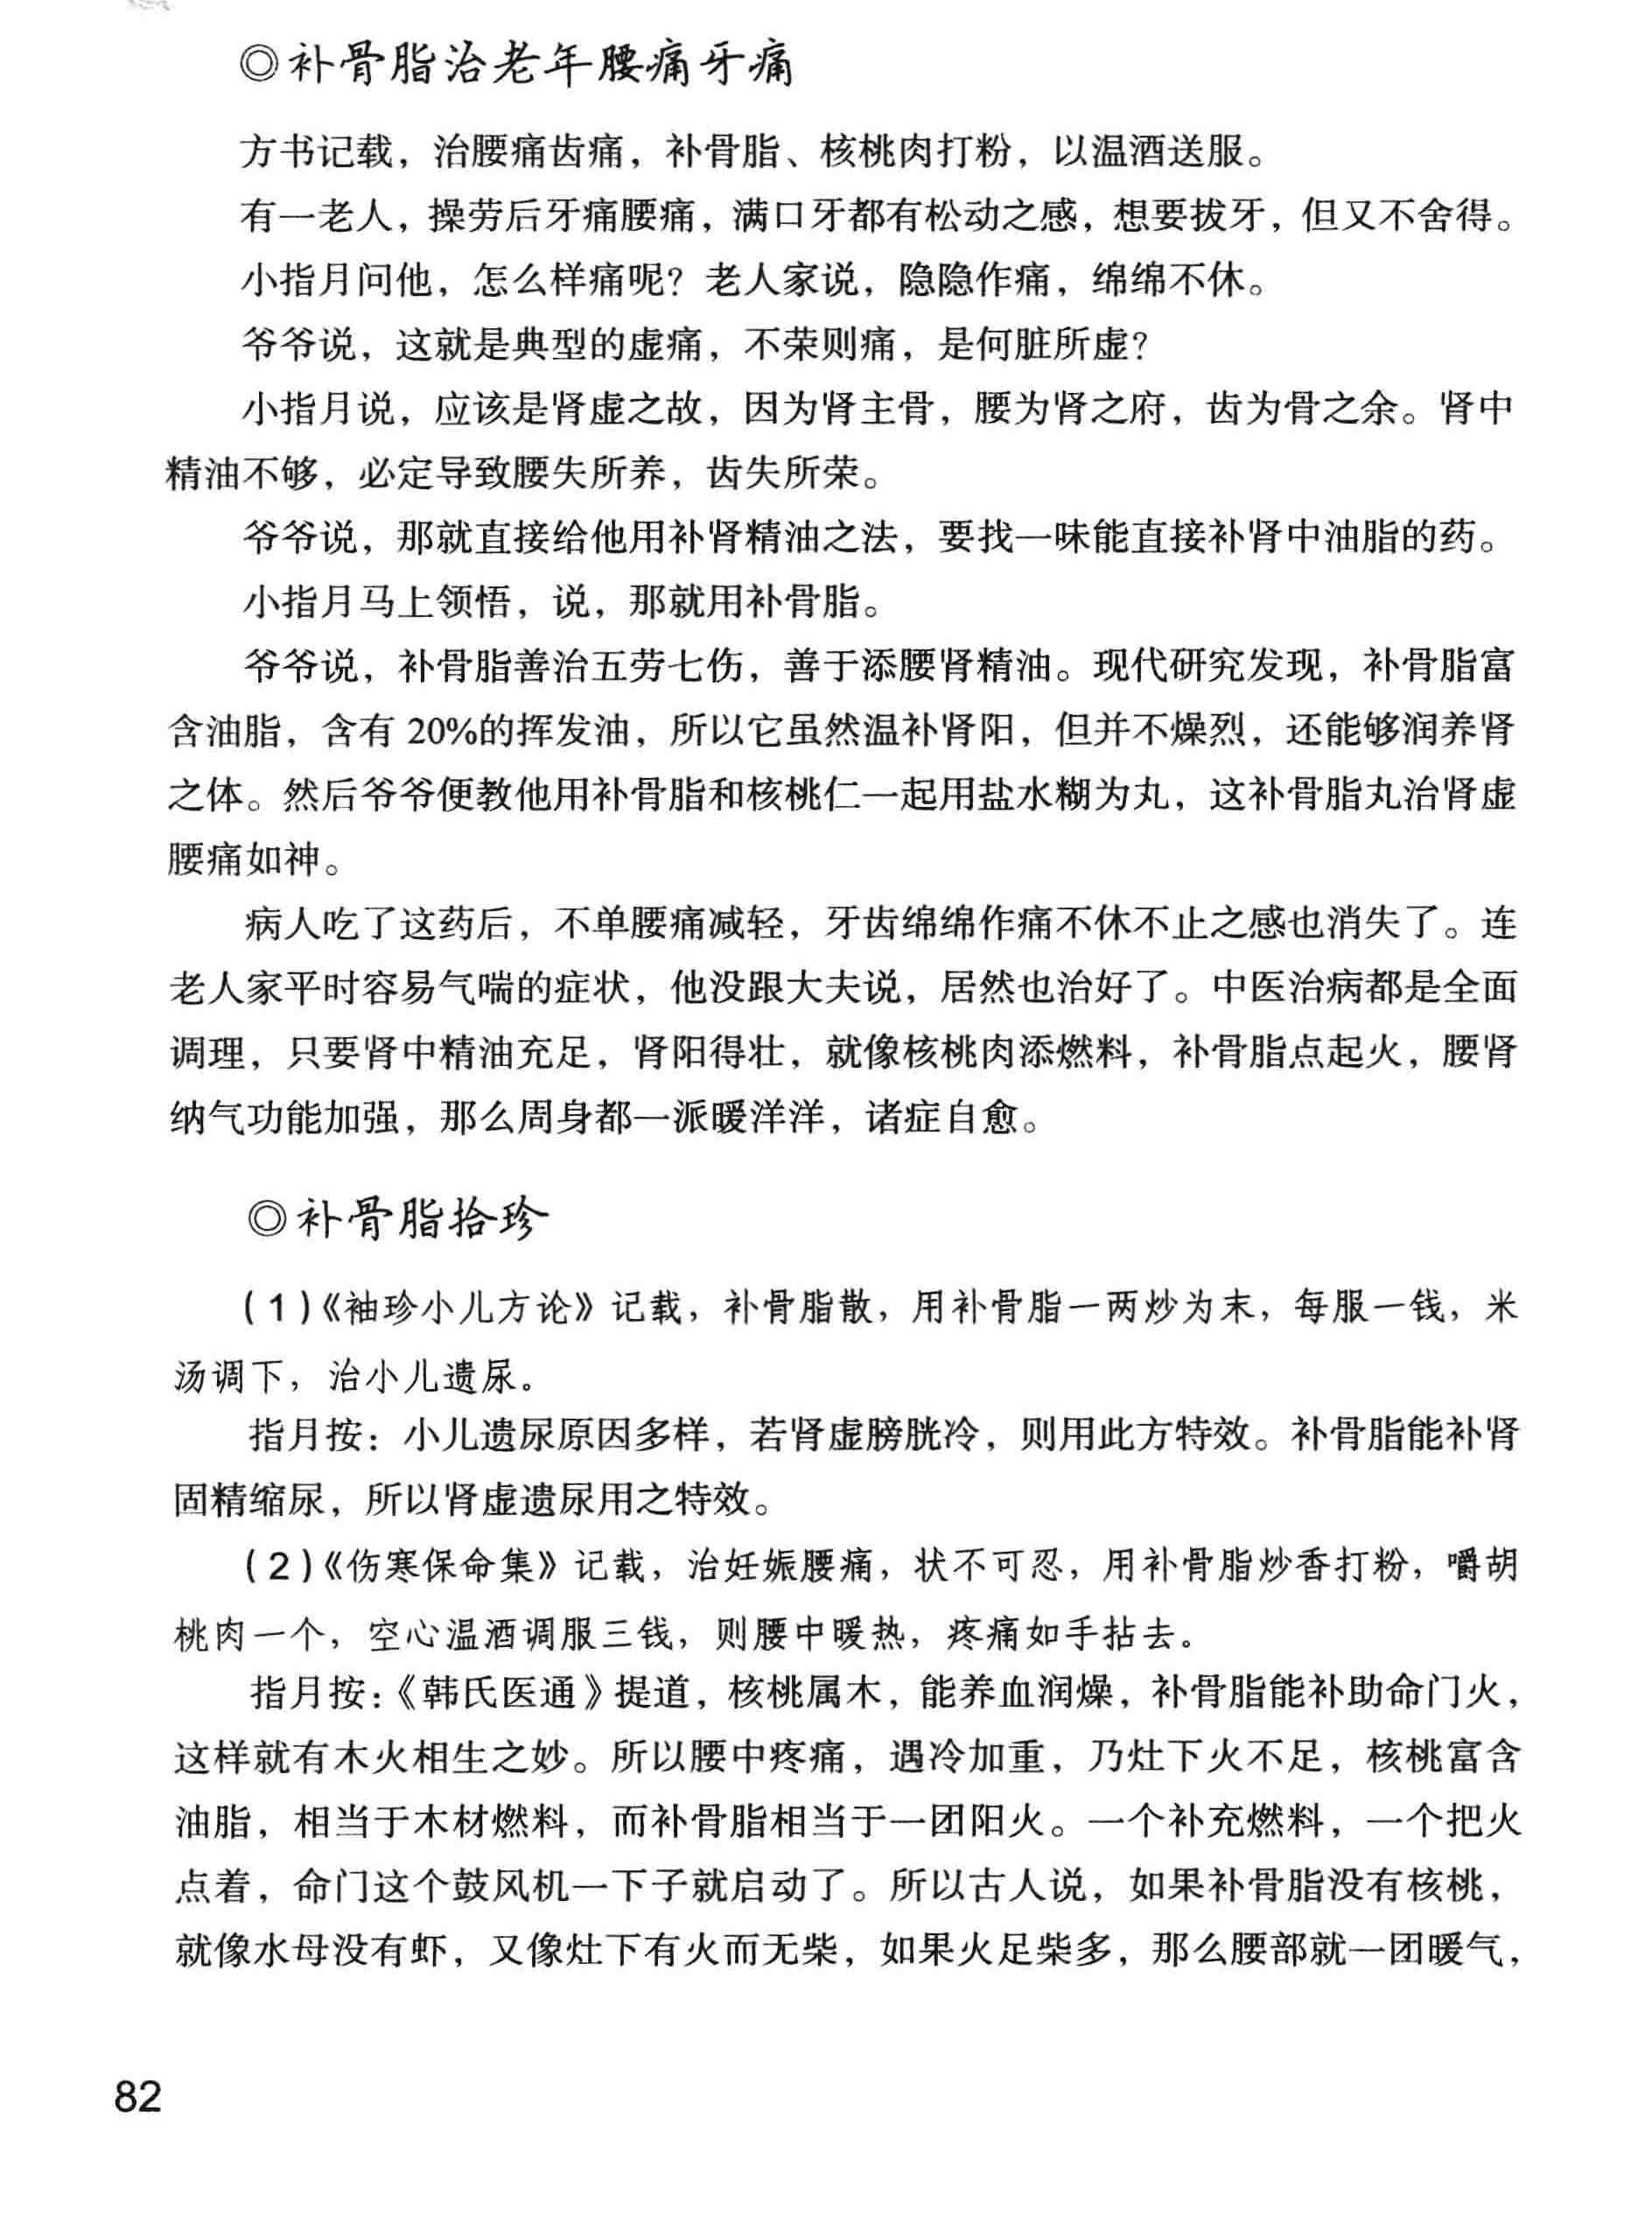 ◎补骨脂治老年腰痛牙痛
方书记载，治腰痛齿痛，补骨脂、核桃肉打粉，以温酒送服。
有一老人，操劳后牙痛腰痛，满口牙都有松动之感，想要拔牙，但又不舍得。
小指月问他，怎么样痛呢？老人家说，隐隐作痛，绵绵不休。
爷爷说，这就是典型的虚痛，不荣则痛，是何脏所虚？
小指月说，应该是肾虚之故，因为肾主骨，腰为肾之府，齿为骨之余。肾中
精油不够，必定导致腰失所养，齿失所荣。
爷爷说，那就直接给他用补肾精油之法，要找一味能直接补肾中油脂的药。
小指月马上领悟，说，那就用补骨脂。
爷爷说，补骨脂善治五劳七伤，善于添腰肾精油。现代研究发现，补骨脂富
含油脂，含有 20%的挥发油，所以它虽然温补肾阳，但并不燥烈，还能够润养肾
之体。然后爷爷便教他用补骨脂和核桃仁一起用盐水糊为丸，这补骨脂丸治肾虚
腰痛如神。
病人吃了这药后，不单腰痛减轻，牙齿绵绵作痛不休不止之感也消失了。连
老人家平时容易气喘的症状，他没跟大夫说，居然也治好了。中医治病都是全面
调理，只要肾中精油充足，肾阳得壮，就像核桃肉添燃料，补骨脂点起火，腰肾
纳气功能加强，那么周身都一派暖洋洋，诸症自愈。
◎补骨脂拾珍
(1)《袖珍小儿方论》记载，补骨脂散，用补骨脂一两炒为末，每服一钱，米
汤调下，治小儿遗尿。
指月按：小儿遗尿原因多样，若肾虚膀胱冷，则用此方特效。补骨脂能补肾
固精缩尿，所以肾虚遗尿用之特效。
(2)《伤寒保命集》记载，治妊娠腰痛，状不可忍，用补骨脂炒香打粉，嚼胡
桃肉一个，空心温酒调服三钱，则腰中暖热，疼痛如手拈去。
指月按：《韩氏医通》提道，核桃属木，能养血润燥，补骨脂能补助命门火，
这样就有木火相生之妙。所以腰中疼痛，遇冷加重，乃灶下火不足，核桃富含
油脂，相当于木材燃料，而补骨脂相当于一团阳火。一个补充燃料，一个把火
点着，命门这个鼓风机一下子就启动了。所以古人说，如果补骨脂没有核桃，
就像水母没有虾，又像灶下有火而无柴，如果火足柴多，那么腰部就一团暖气，
82